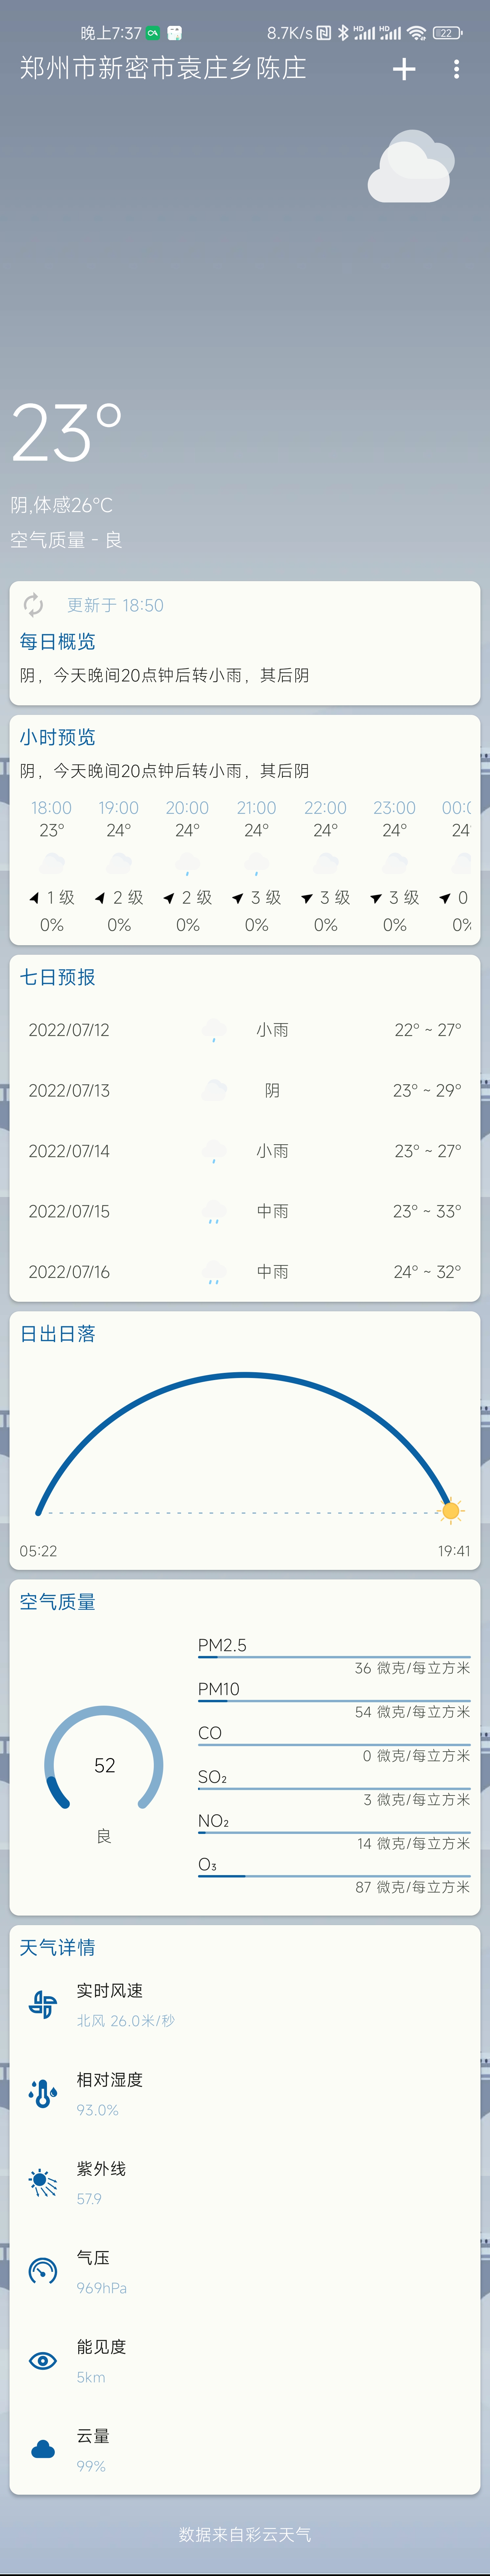 晚上7:37
8.7K/s HD HD 22
郑州市新密市袁庄乡陈庄
23°
阴,体感26°C
空气质量 - 良
更新于 18:50
每日概览
阴，今天晚间20点钟后转小雨，其后阴
小时预览
阴，今天晚间20点钟后转小雨，其后阴
18:00 19:00 20:00 21:00 22:00 23:00 00:0
23° 24° 24° 24° 24° 24° 24
1 级 2 级 2 级 3 级 3 级 3 级 0
0% 0% 0% 0% 0% 0% 0%
七日预报
2022/07/12 小雨 22° ~ 27°
2022/07/13 阴 23° ~ 29°
2022/07/14 小雨 23° ~ 27°
2022/07/15 中雨 23° ~ 33°
2022/07/16 中雨 24° ~ 32°
日出日落
05:22 19:41
空气质量
52
良
PM2.5
36 微克/每立方米
PM10
54 微克/每立方米
CO
0 微克/每立方米
SO₂
3 微克/每立方米
NO₂
14 微克/每立方米
O₃
87 微克/每立方米
天气详情
实时风速
北风 26.0米/秒
相对湿度
93.0%
紫外线
57.9
气压
969hPa
能见度
5km
云量
99%
数据来自彩云天气